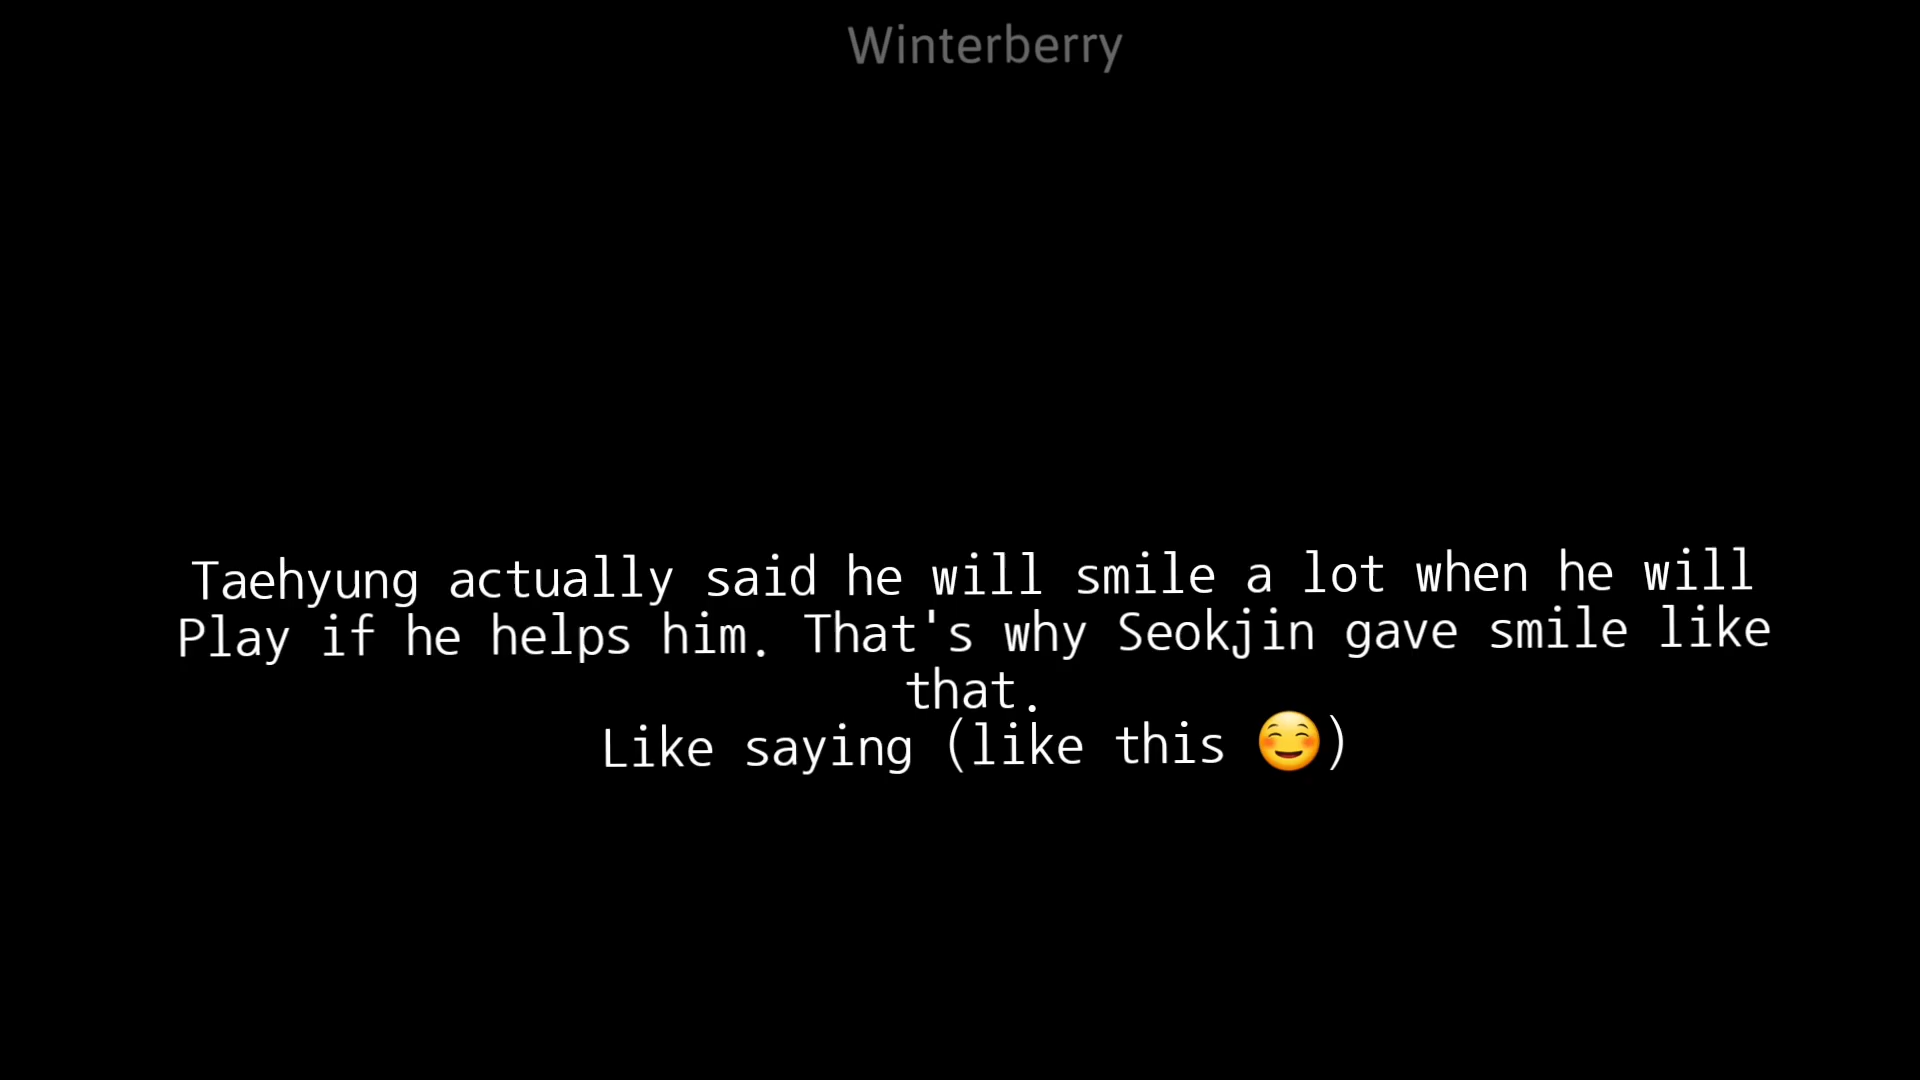 Winterberry
Taehyung actually said he will smile a lot when he will
Play if he helps him. That's why Seokjin gave smile like
that.
Like saying (like this 😊)